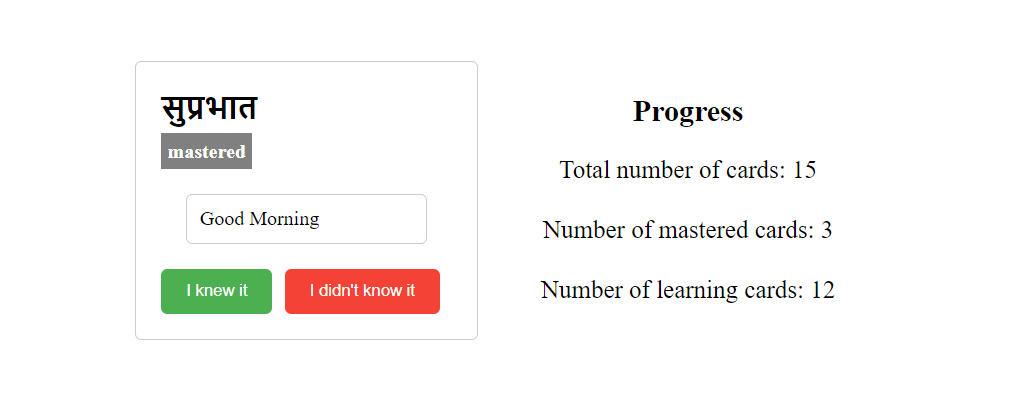 सुप्रभात
mastered
Good Morning
I knew it
I didn't know it
Progress
Total number of cards: 15
Number of mastered cards: 3
Number of learning cards: 12